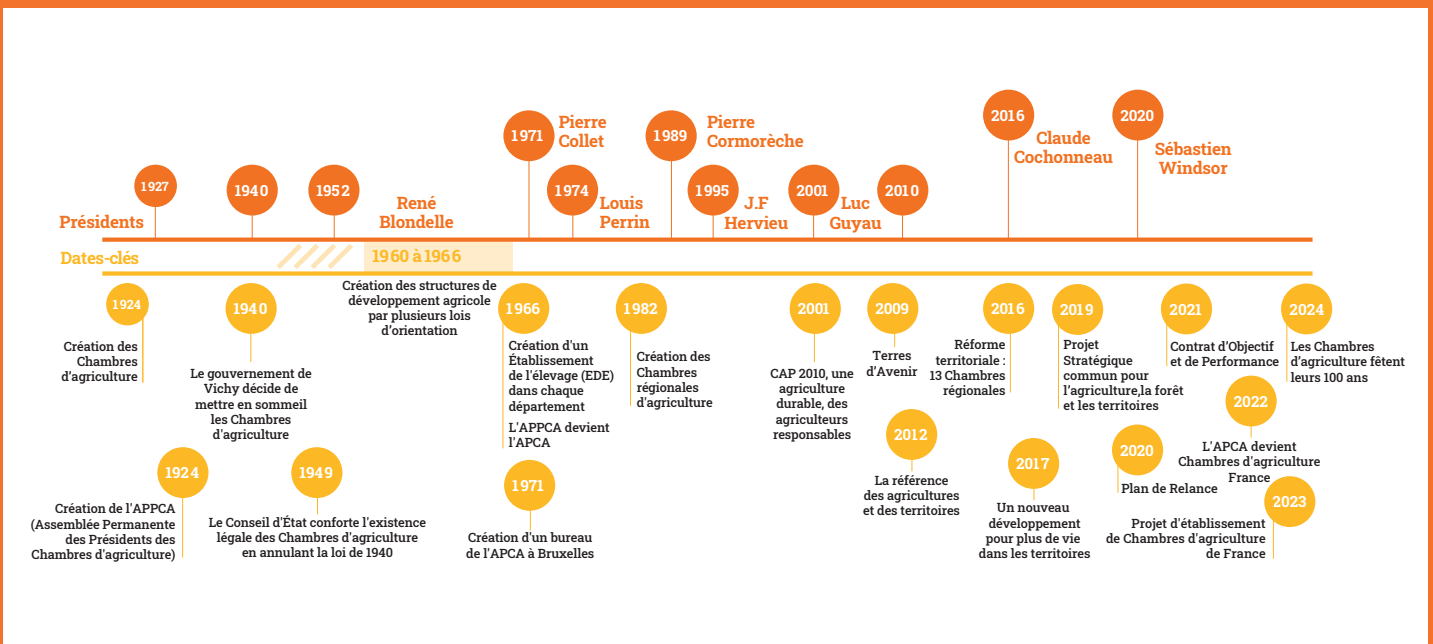 1971
Pierre
Collet
1989
Pierre
Cormorèche
2016
Claude
Cochonneau
2020
Sébastien
Windsor
1927
1940
1952
René
Blondelle
1974
Louis
Perrin
1995
J.F
Hervieu
2001
Luc
Guyau
2010
Présidents
Dates-clés
1960 à 1966
Création des structures de
développement agricole
par plusieurs lois
d'orientation
1924
Création des
Chambres
d'agriculture
1940
Le gouvernement de
Vichy décide de
mettre en sommeil
les Chambres
d'agriculture
1966
Création d'un
Établissement
de l'élevage (EDE)
dans chaque
département
L'APPCA devient
l'APCA
1982
Création des
Chambres
régionales
d'agriculture
2001
CAP 2010, une
agriculture
durable, des
agriculteurs
responsables
2009
Terres
d'Avenir
2016
Réforme
territoriale :
13 Chambres
régionales
2019
Projet
Stratégique
commun pour
l'agriculture,la forêt
et les territoires
2021
Contrat d'Objectif
et de Performance
2024
Les Chambres
d'agriculture fêtent
leurs 100 ans
1924
Création de l'APPCA
(Assemblée Permanente
des Présidents des
Chambres d'agriculture)
1949
Le Conseil d'État conforte l'existence
légale des Chambres d'agriculture
en annulant la loi de 1940
1971
Création d'un bureau
de l'APCA à Bruxelles
2012
La référence
des agricultures
et des territoires
2017
Un nouveau
développement
pour plus de vie
dans les territoires
2020
Plan de Relance
2022
L'APCA devient
Chambres d'agriculture
France
2023
Projet d'établissement
de Chambres d'agriculture
de France